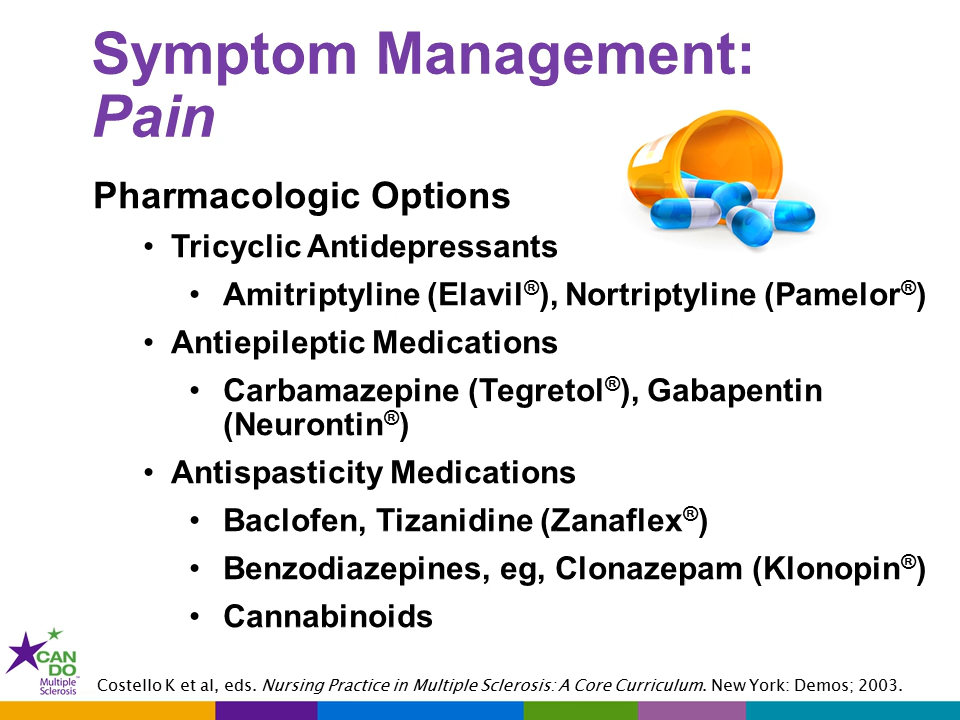 Symptom Management:
Pain
Pharmacologic Options
• Tricyclic Antidepressants
• Amitriptyline (Elavil®), Nortriptyline (Pamelor®)
• Antiepileptic Medications
• Carbamazepine (Tegretol®), Gabapentin
(Neurontin®)
• Antispasticity Medications
• Baclofen, Tizanidine (Zanaflex®)
• Benzodiazepines, eg, Clonazepam (Klonopin®)
• Cannabinoids
CAN
DO
Multiple
Sclerosis
Costello K et al, eds. Nursing Practice in Multiple Sclerosis: A Core Curriculum. New York: Demos; 2003.